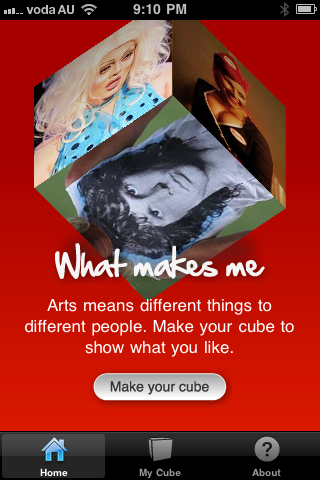 voda AU 9:10 PM
What makes me
Arts means different things to
different people. Make your cube to
show what you like.
Make your cube
Home My Cube ? About